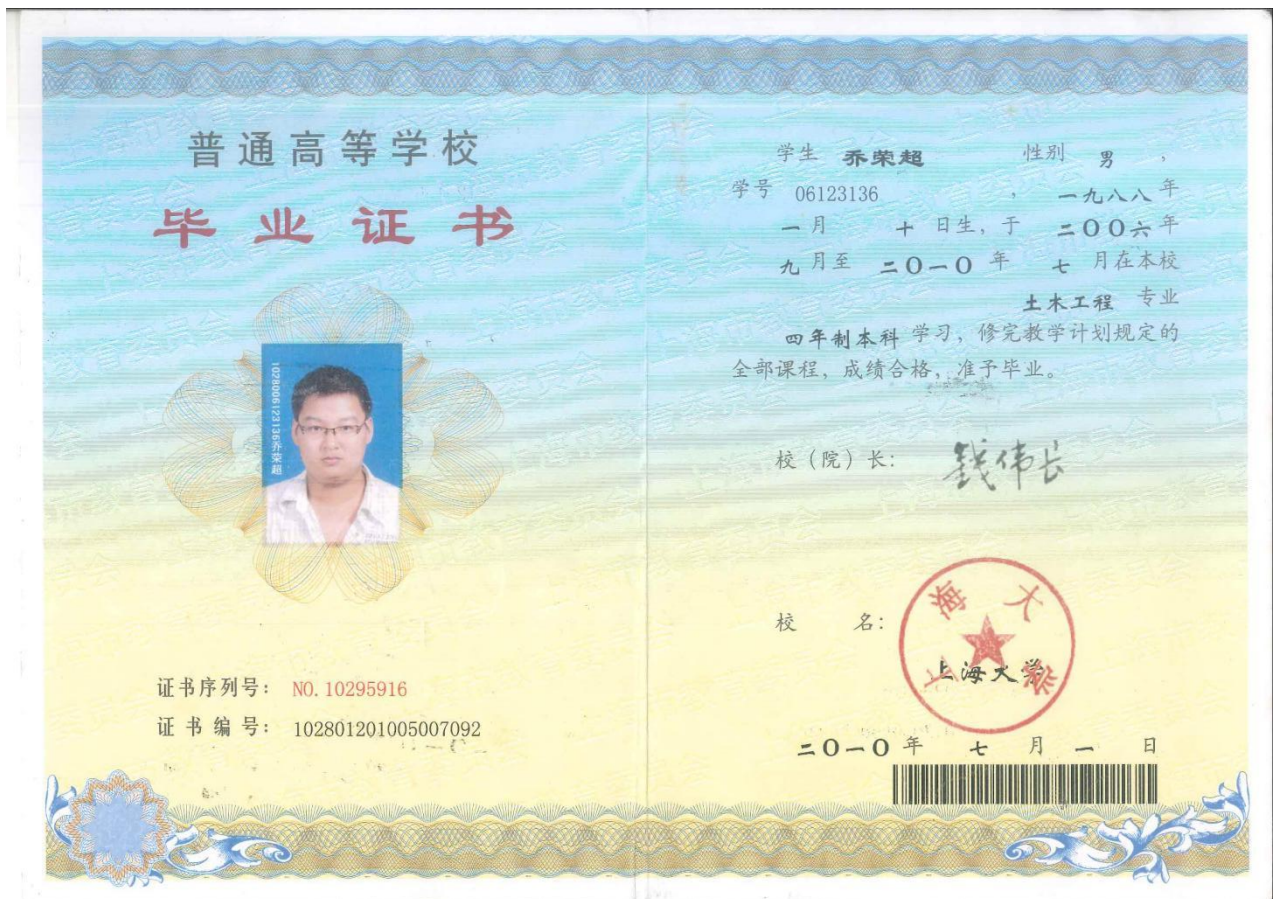 普通高等学校
毕业证书
1028006123136乔荣超
证书序列号: NO.10295916
证书编号: 102801201005007092
学生 乔荣超 性别 男 ,
学号 06123136 , 一九八八 年
一 月 十 日生, 于 二〇〇六 年
九 月至 二〇一〇 年 七 月在本校
土木工程 专业
四年制本科 学习, 修完教学计划规定的
全部课程, 成绩合格, 准予毕业。
校(院)长: 钱伟长
校 名:
上海大学
上海大学
二〇一〇 年 七 月 一 日